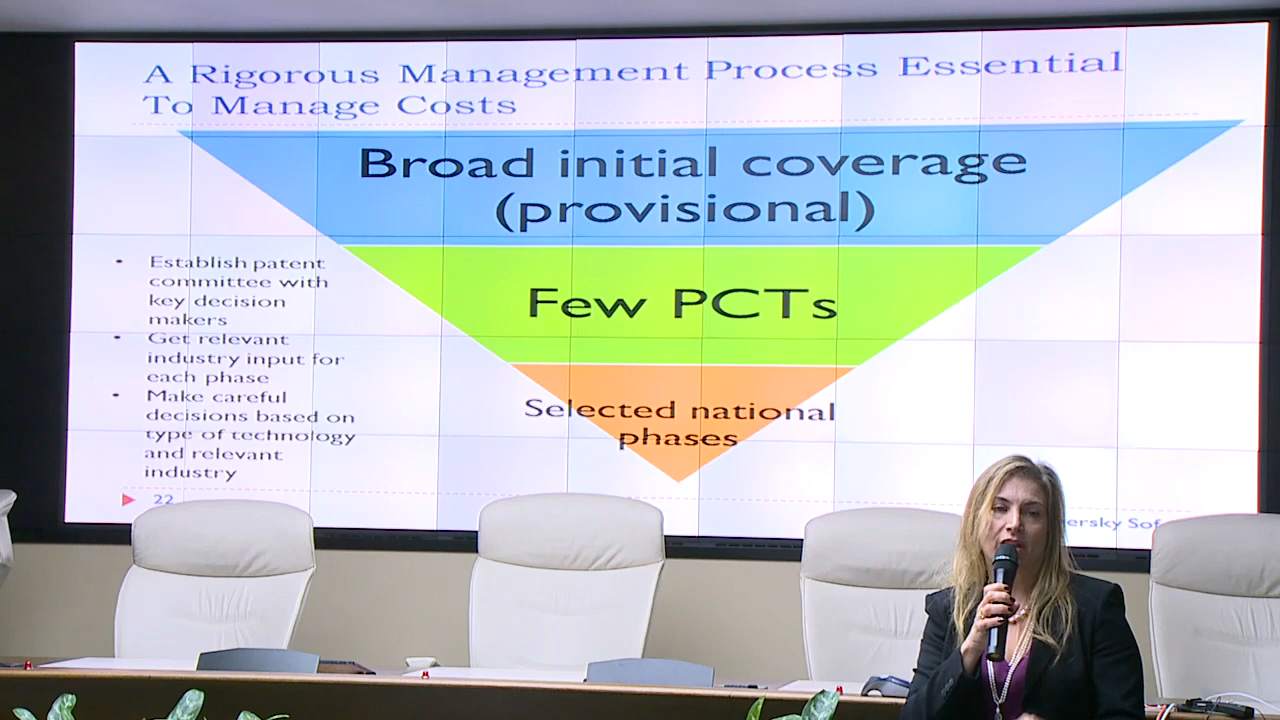 A Rigorous Management Process Essential
To Manage Costs
Broad initial coverage
(provisional)
Few PCTs
Selected national
phases
• Establish patent
committee with
key decision
makers
• Get relevant
industry input for
each phase
• Make careful
decisions based on
type of technology
and relevant
industry
22